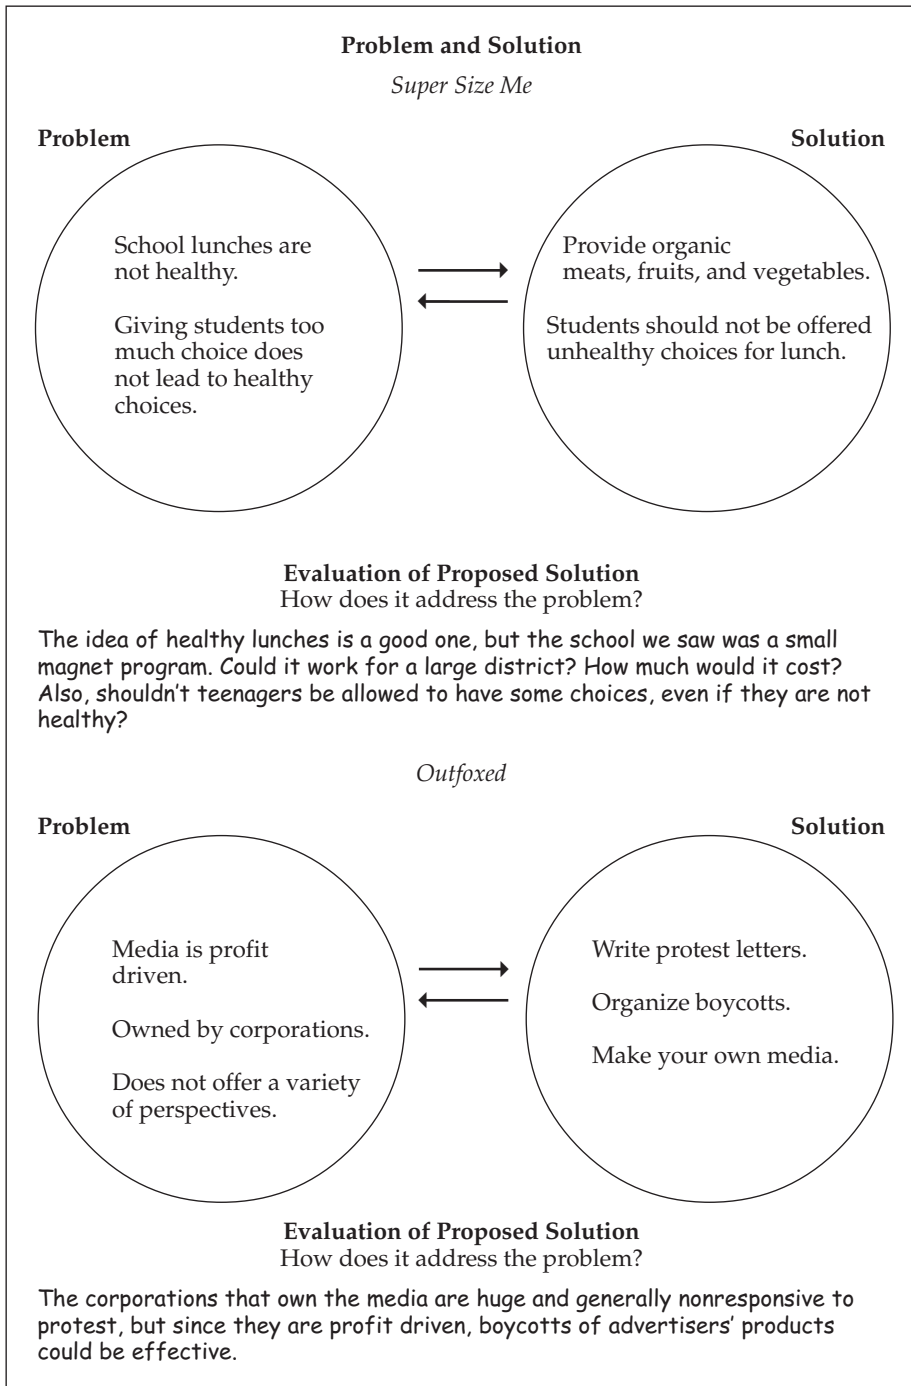 Problem and Solution
Super Size Me
Problem
Solution
School lunches are
not healthy.
Giving students too
much choice does
not lead to healthy
choices.
Provide organic
meats, fruits, and vegetables.
Students should not be offered
unhealthy choices for lunch.
Evaluation of Proposed Solution
How does it address the problem?
The idea of healthy lunches is a good one, but the school we saw was a small
magnet program. Could it work for a large district? How much would it cost?
Also, shouldn't teenagers be allowed to have some choices, even if they are not
healthy?
Outfoxed
Problem
Solution
Media is profit
driven.
Owned by corporations.
Does not offer a variety
of perspectives.
Write protest letters.
Organize boycotts.
Make your own media.
Evaluation of Proposed Solution
How does it address the problem?
The corporations that own the media are huge and generally nonresponsive to
protest, but since they are profit driven, boycotts of advertisers' products
could be effective.